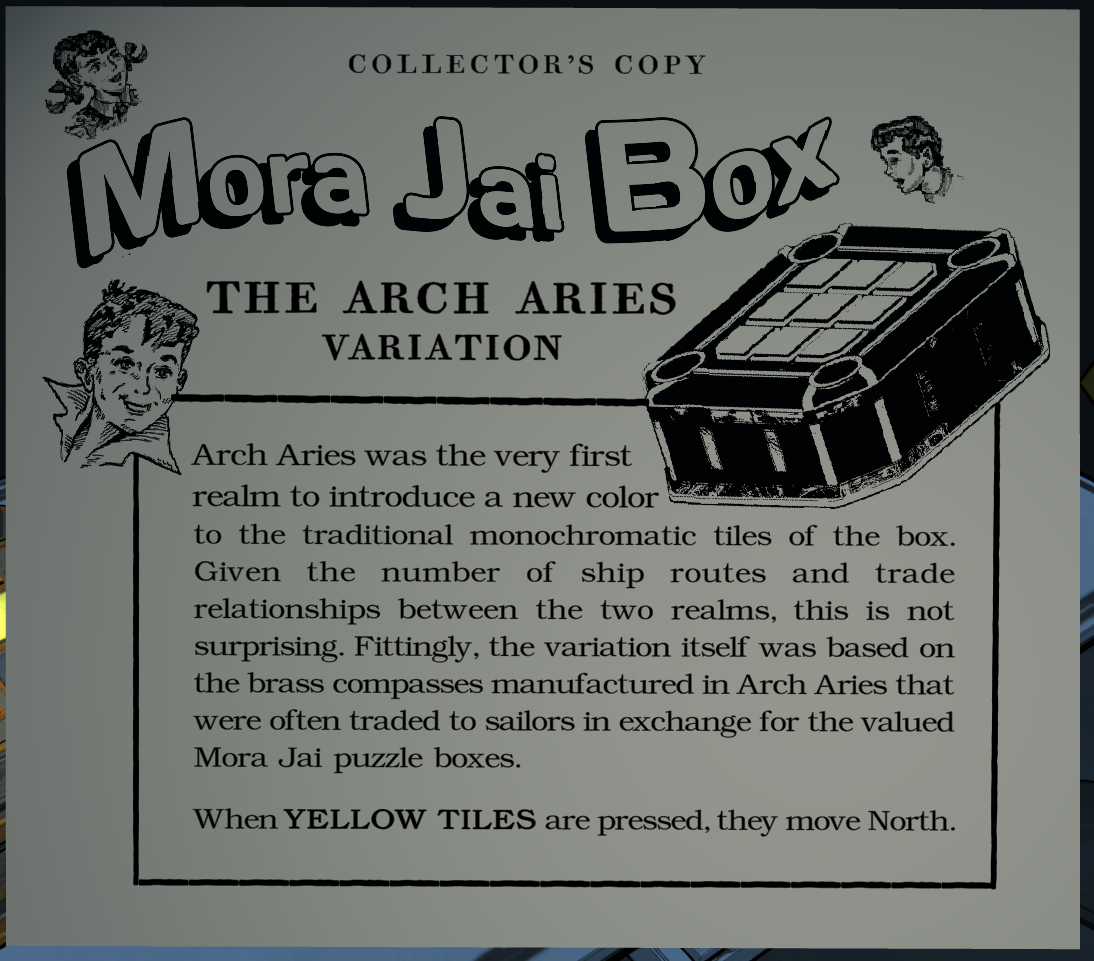 COLLECTOR'S COPY
Mora Jai Box
THE ARCH ARIES
VARIATION
Arch Aries was the very first
realm to introduce a new color
to the traditional monochromatic tiles of the box.
Given the number of ship routes and trade
relationships between the two realms, this is not
surprising. Fittingly, the variation itself was based on
the brass compasses manufactured in Arch Aries that
were often traded to sailors in exchange for the valued
Mora Jai puzzle boxes.
When YELLOW TILES are pressed, they move North.